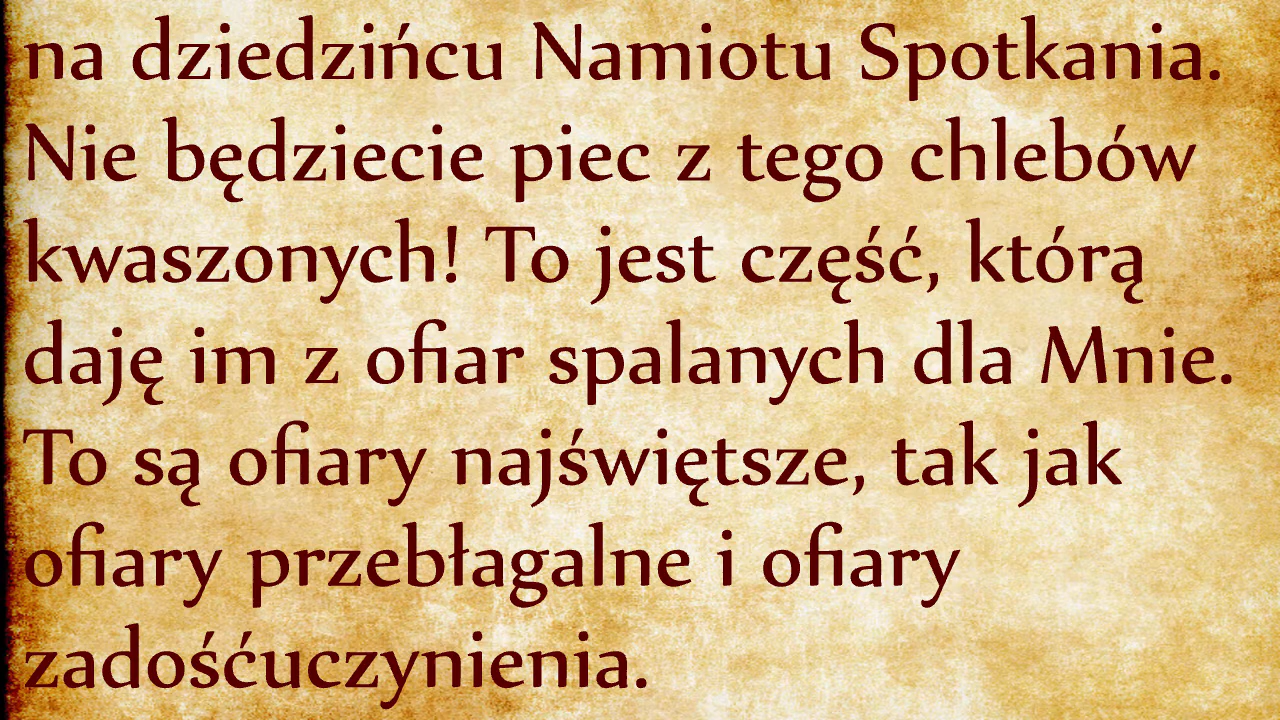 na dziedzińcu Namiotu Spotkania.
Nie będziecie piec z tego chlebów
kwaszonych! To jest część, którą
daję im z ofiar spalanych dla Mnie.
To są ofiary najświętsze, tak jak
ofiary przebłagalne i ofiary
zadośćuczynienia.